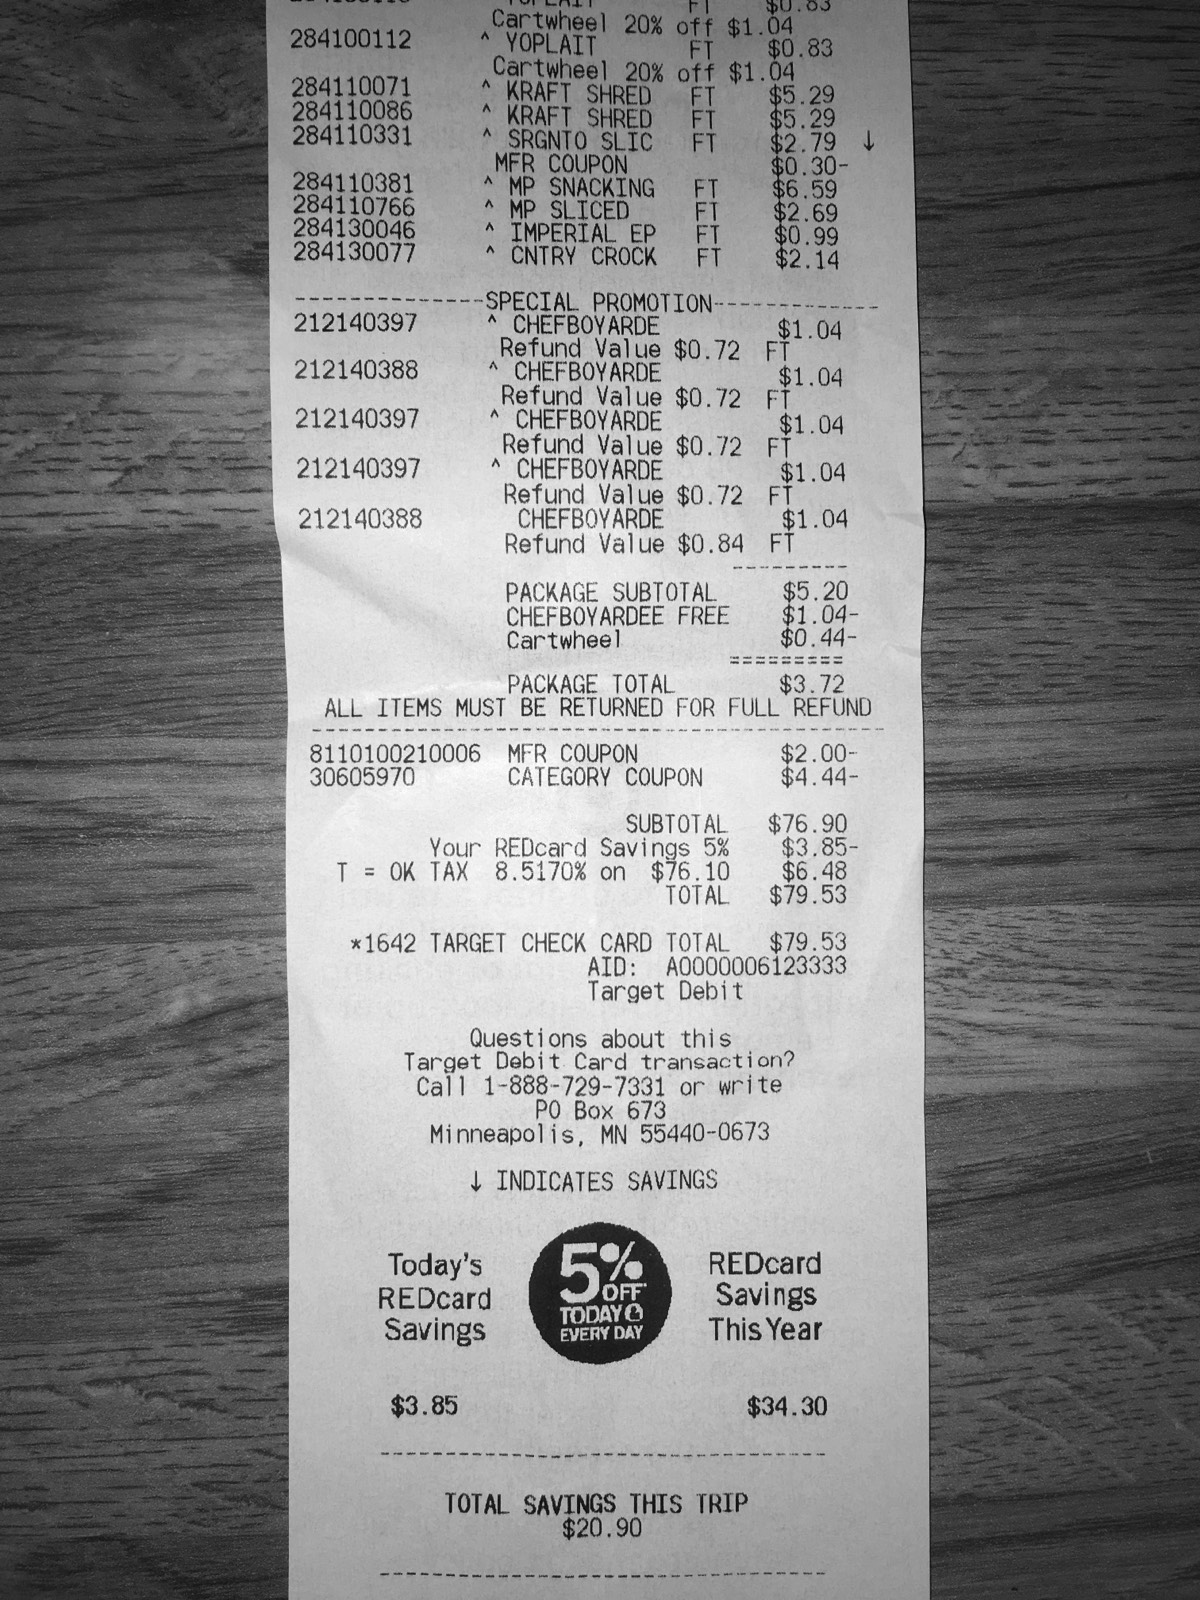 YOPLAIT FT $0.83
Cartwheel 20% off $1.04
284100112 ^ YOPLAIT FT $0.83
Cartwheel 20% off $1.04
284110071 ^ KRAFT SHRED FT $5.29
284110086 ^ KRAFT SHRED FT $5.29
284110331 ^ SRGNTO SLIC FT $2.79 ↓
MFR COUPON $0.30-
284110381 ^ MP SNACKING FT $6.59
284110766 ^ MP SLICED FT $2.69
284130046 ^ IMPERIAL EP FT $0.99
284130077 ^ CNTRY CROCK FT $2.14
--------------SPECIAL PROMOTION-------------
212140397 ^ CHEFBOYARDE $1.04
Refund Value $0.72 FT
212140388 ^ CHEFBOYARDE $1.04
Refund Value $0.72 FT
212140397 ^ CHEFBOYARDE $1.04
Refund Value $0.72 FT
212140397 ^ CHEFBOYARDE $1.04
Refund Value $0.72 FT
212140388 CHEFBOYARDE $1.04
Refund Value $0.84 FT
---------
PACKAGE SUBTOTAL $5.20
CHEFBOYARDEE FREE $1.04-
Cartwheel $0.44-
=========
PACKAGE TOTAL $3.72
ALL ITEMS MUST BE RETURNED FOR FULL REFUND
--------------------------------------------
8110100210006 MFR COUPON $2.00-
30605970 CATEGORY COUPON $4.44-
SUBTOTAL $76.90
Your REDcard Savings 5% $3.85-
T = OK TAX 8.5170% on $76.10 $6.48
TOTAL $79.53
*1642 TARGET CHECK CARD TOTAL $79.53
AID: A0000006123333
Target Debit
Questions about this
Target Debit Card transaction?
Call 1-888-729-7331 or write
PO Box 673
Minneapolis, MN 55440-0673
↓ INDICATES SAVINGS
Today's REDcard Savings
5% OFF TODAY & EVERY DAY
REDcard Savings This Year
$3.85 $34.30
----------------------------------
TOTAL SAVINGS THIS TRIP
$20.90
----------------------------------